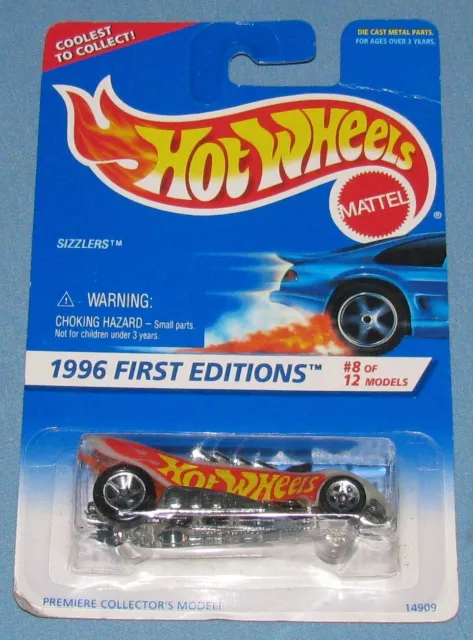 COOLEST
TO COLLECT!
DIE CAST METAL PARTS.
FOR AGES OVER 3 YEARS.
HOT WHEELS
®
MATTEL
SIZZLERS™
⚠ WARNING:
CHOKING HAZARD – Small parts.
Not for children under 3 years.
1996 FIRST EDITIONS™
#8 OF
12 MODELS
HOT WHEELS
PREMIERE COLLECTOR'S MODEL!
14909